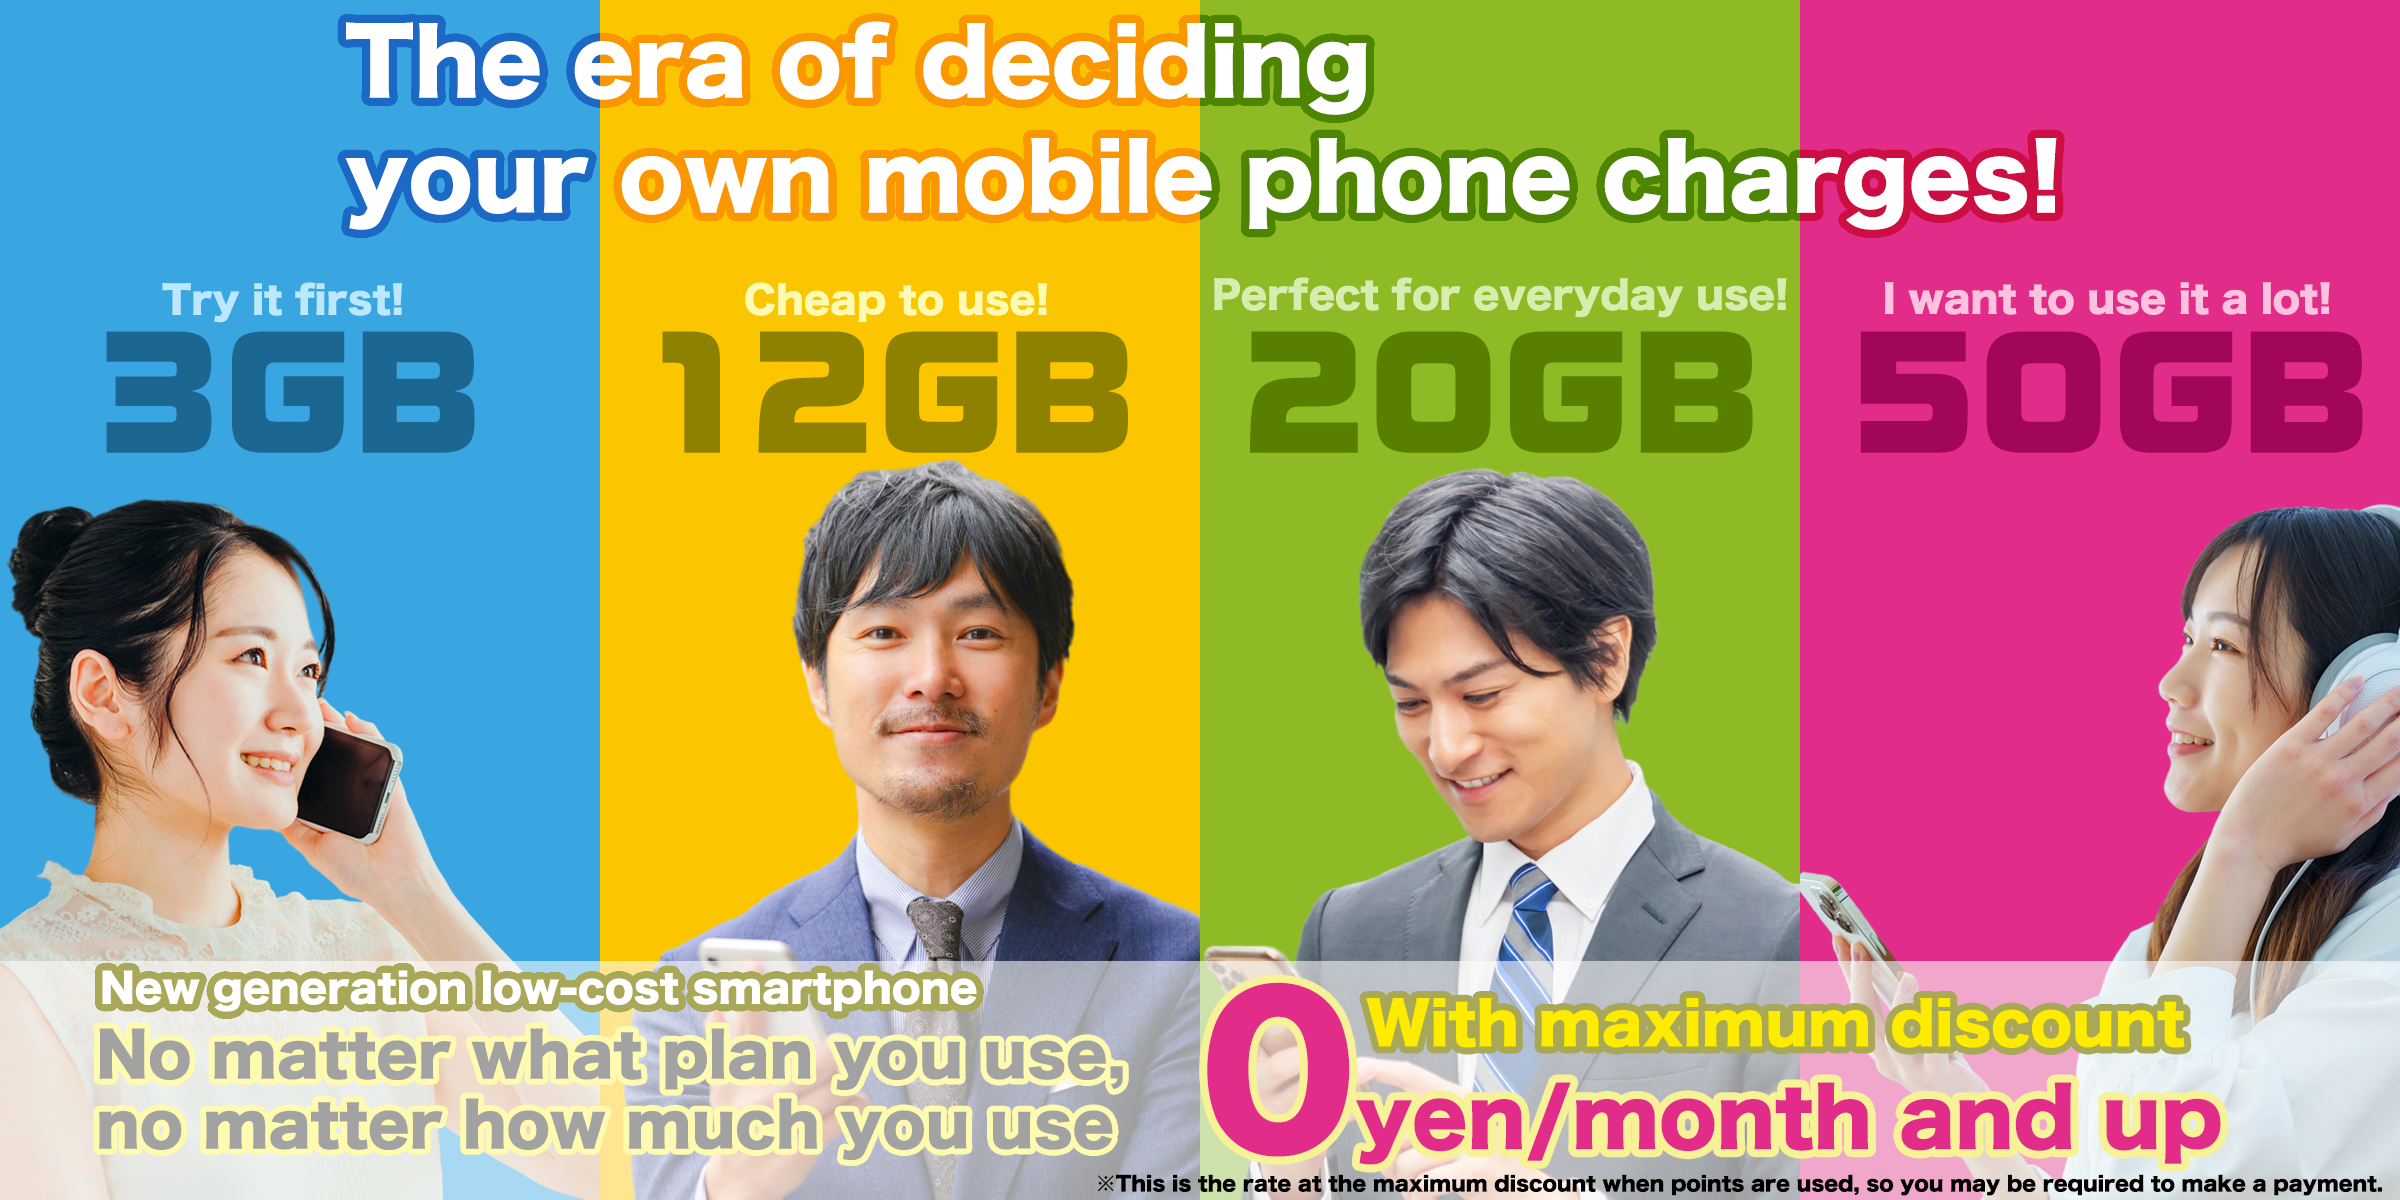 The era of deciding
your own mobile phone charges!
Try it first!
3GB
Cheap to use!
12GB
Perfect for everyday use!
20GB
I want to use it a lot!
50GB
New generation low-cost smartphone
No matter what plan you use,
no matter how much you use
With maximum discount
0 yen/month and up
※This is the rate at the maximum discount when points are used, so you may be required to make a payment.